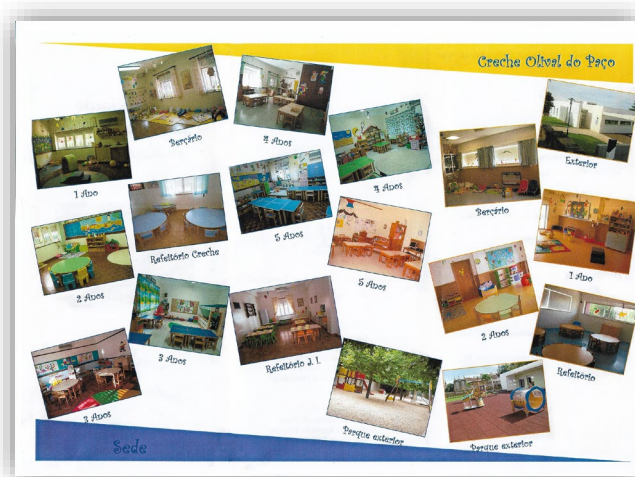 Creche Olival do Paço
Berçário
4 Anos
Exterior
1 Ano
4 Anos
Berçário
5 Anos
Refeitório Creche
1 Ano
5 Anos
2 Anos
2 Anos
3 Anos
Refeitório J. I.
Refeitório
3 Anos
Parque exterior
Parque exterior
Sede